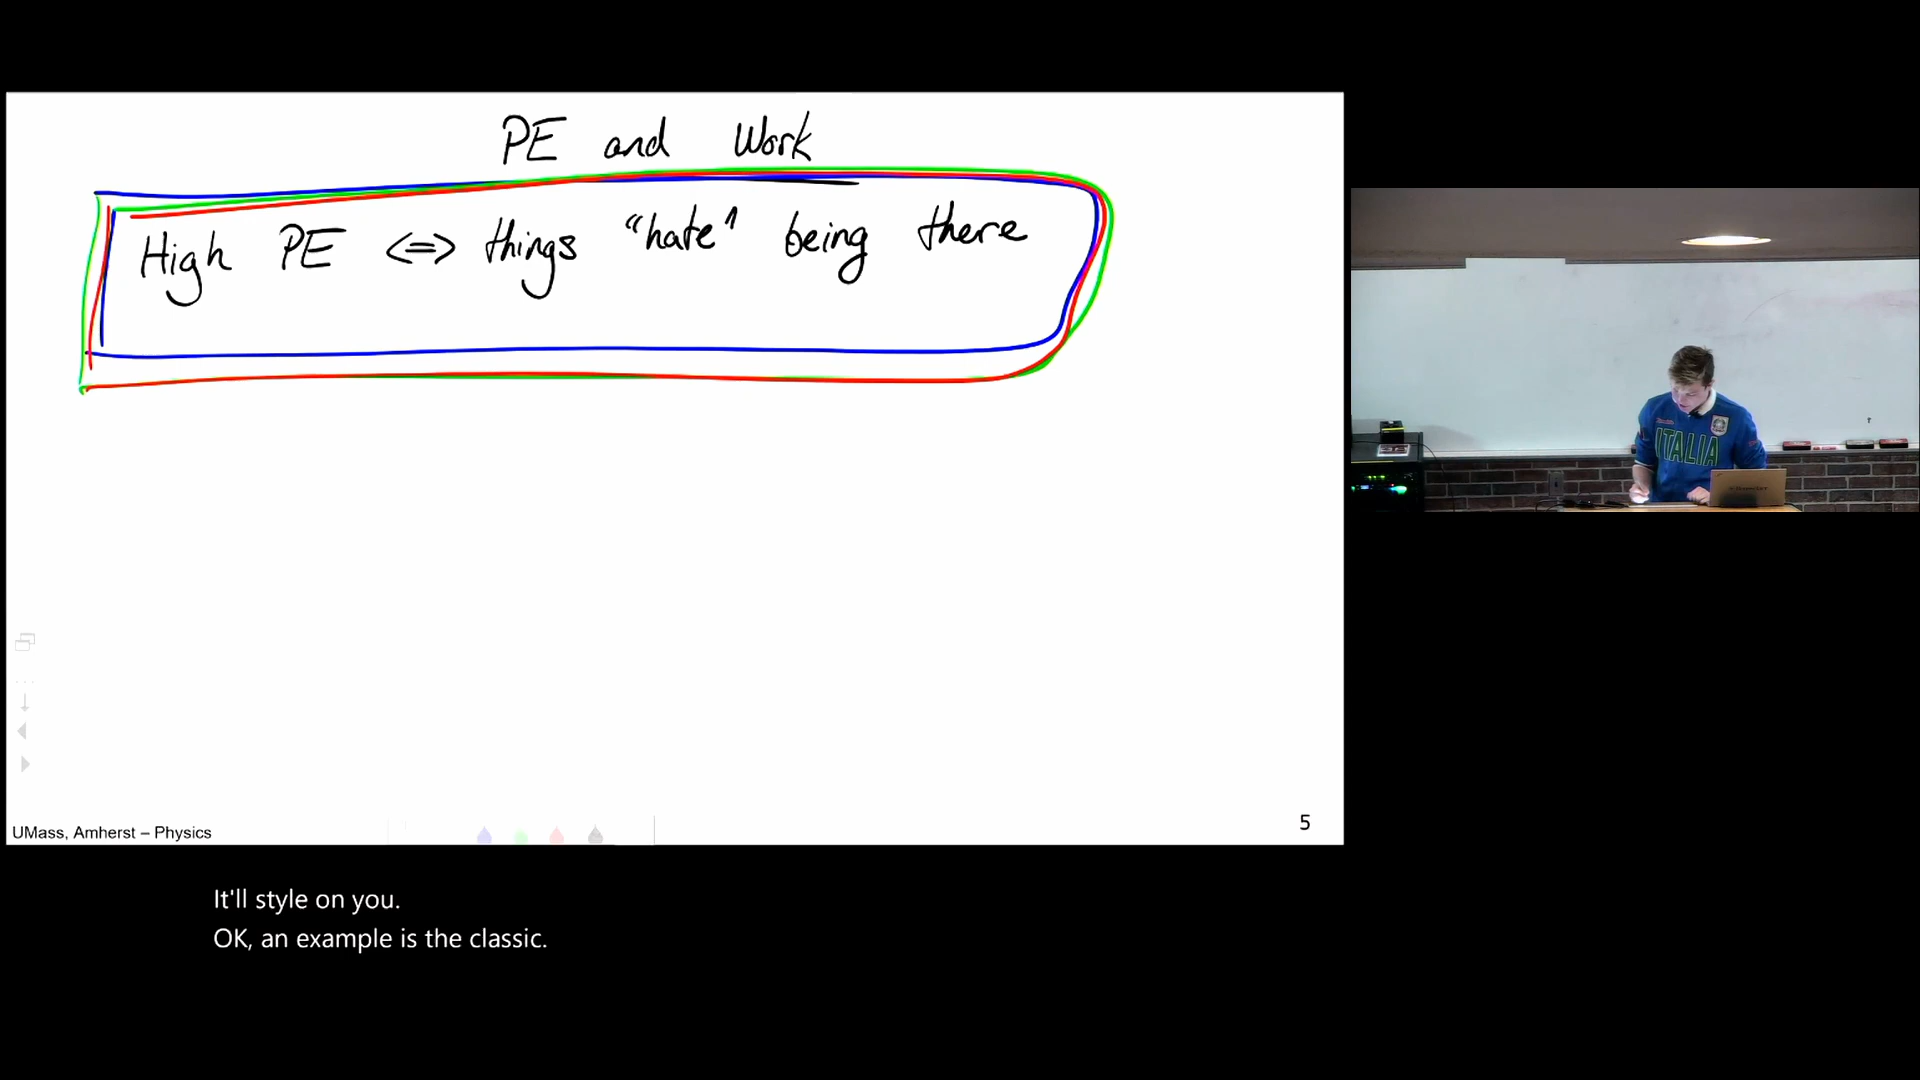 PE and Work
High PE <=> things "hate" being there
ITALIA
UMass, Amherst – Physics
5
It'll style on you.
OK, an example is the classic.